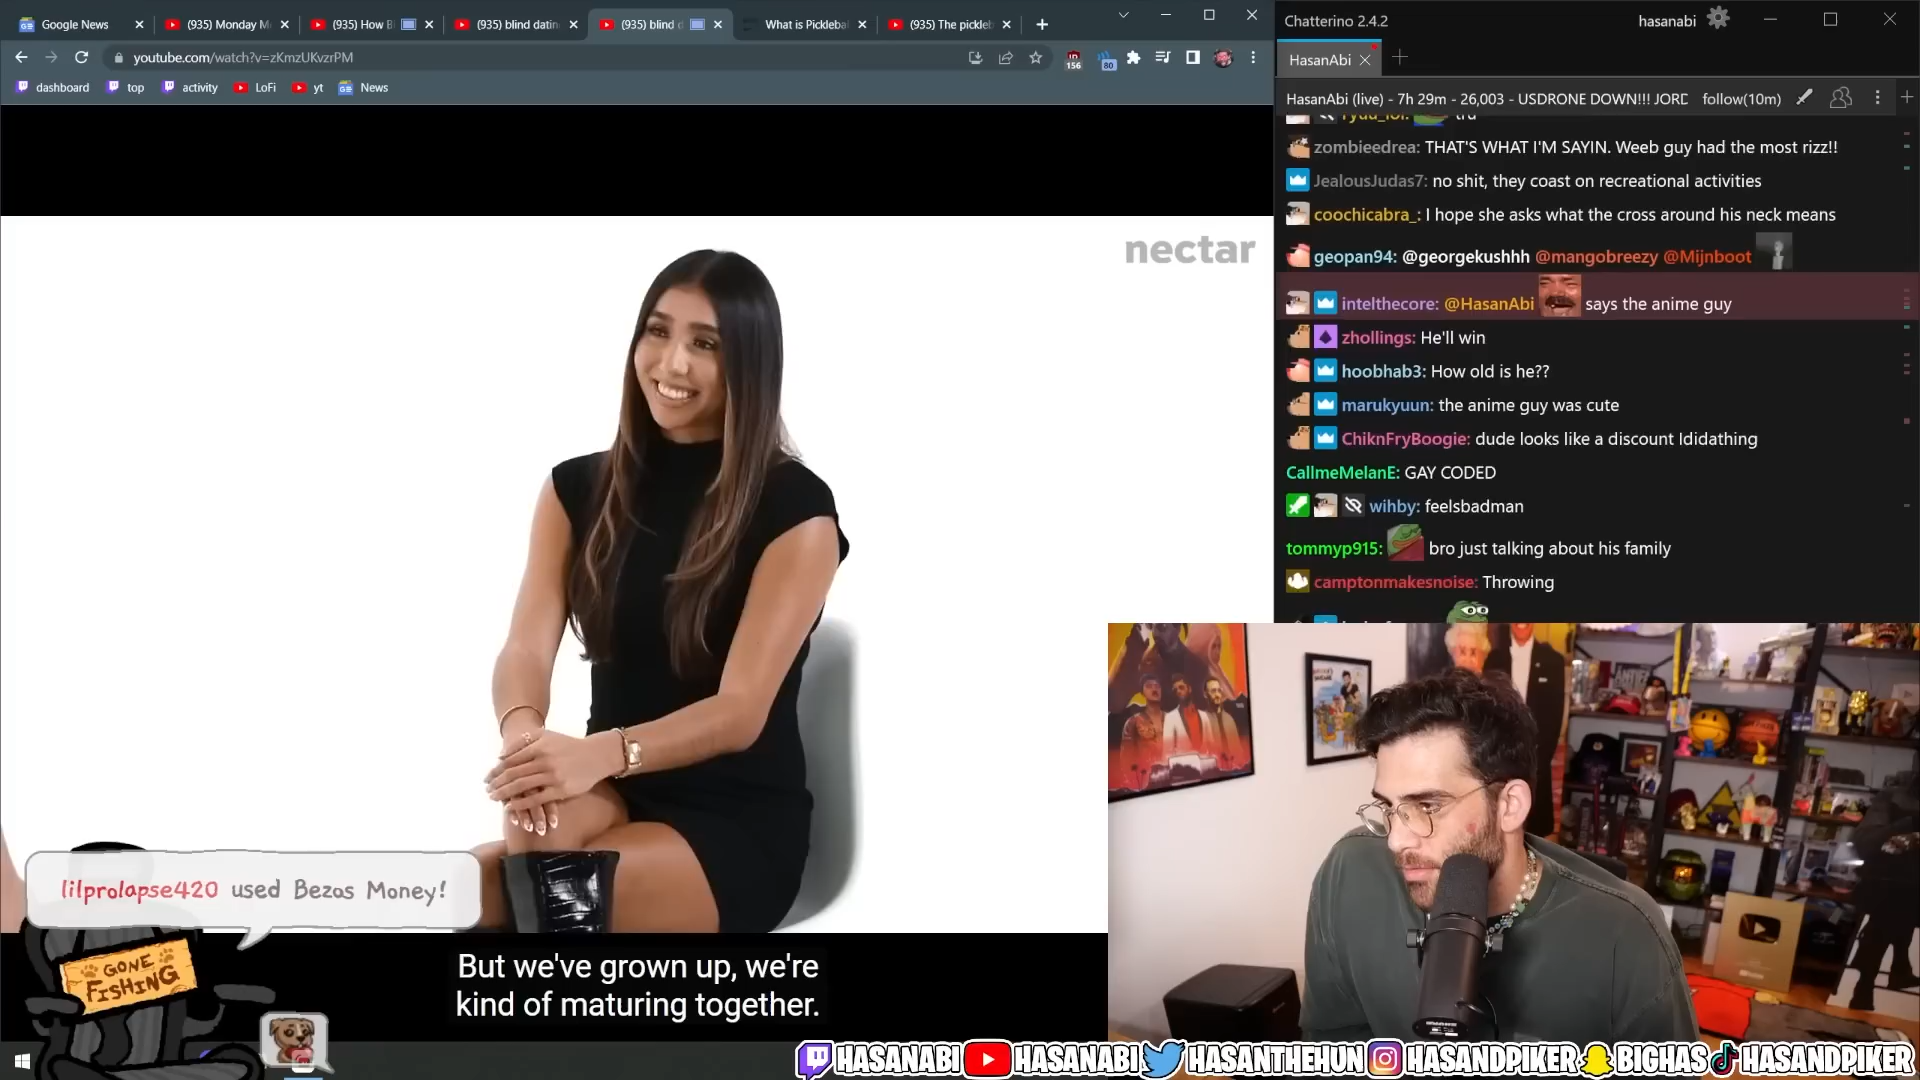 Google News
(935) Monday M
(935) How B
(935) blind datin
(935) blind d
What is Pickleba
(935) The pickleb
youtube.com/watch?v=zKmzUKvzrPM
156
80
dashboard
top
activity
LoFi
yt
News
nectar
lilprolapse420 used Bezos Money!
GONE
FISHING
But we've grown up, we're
kind of maturing together.
Chatterino 2.4.2
hasanabi
HasanAbi
HasanAbi (live) - 7h 29m - 26,003 - USDRONE DOWN!!! JORD
follow(10m)
zombieedrea: THAT'S WHAT I'M SAYIN. Weeb guy had the most rizz!!
JealousJudas7: no shit, they coast on recreational activities
coochicabra_: I hope she asks what the cross around his neck means
geopan94: @georgekushhh @mangobreezy @Mijnboot
intelthecore: @HasanAbi says the anime guy
zhollings: He'll win
hoobhab3: How old is he??
marukyuun: the anime guy was cute
ChiknFryBoogie: dude looks like a discount Ididathing
CallmeMelanE: GAY CODED
wihby: feelsbadman
tommyp915: bro just talking about his family
camptonmakesnoise: Throwing
HASANABI HASANABI HASANTHEHUN HASANDPIKER BIGHAS HASANDPIKER